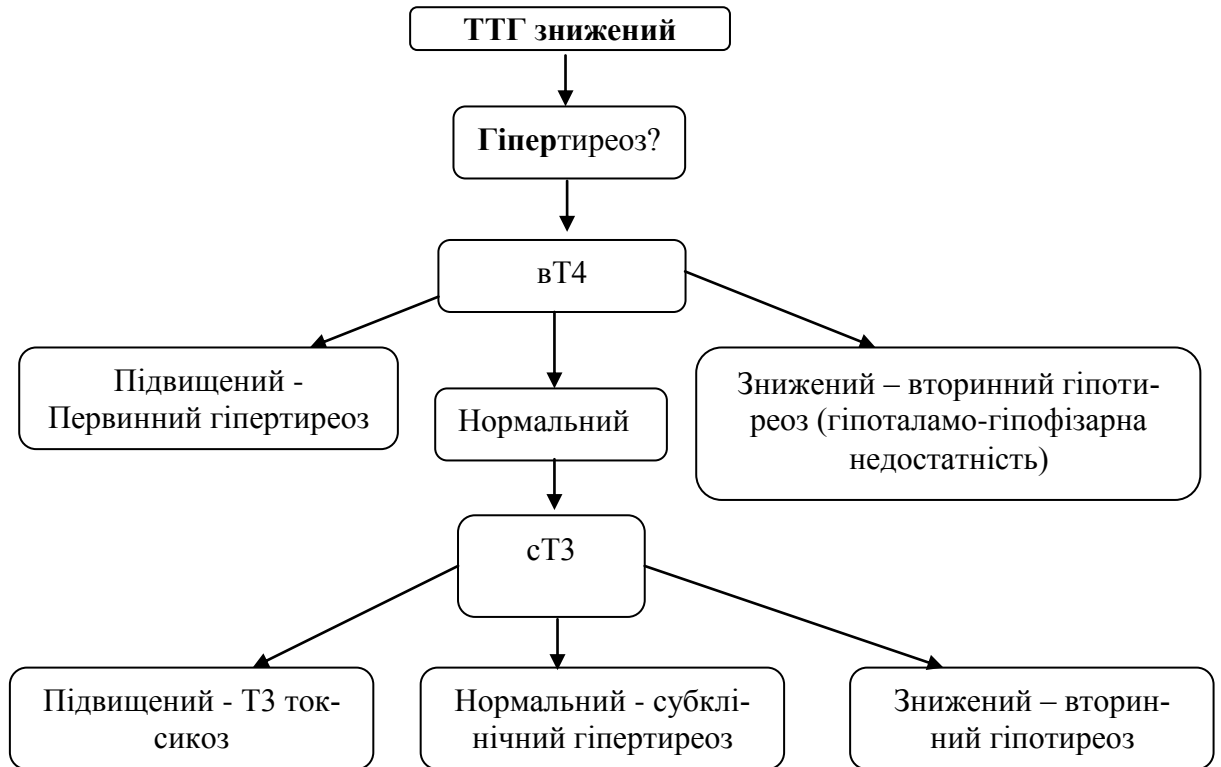 ТТГ знижений
Гіпертиреоз?
вТ4
Підвищений -
Первинний гіпертиреоз
Нормальний
Знижений – вторинний гіпоти-
реоз (гіпоталамо-гіпофізарна
недостатність)
сТ3
Підвищений - Т3 ток-
сикоз
Нормальний - субклі-
нічний гіпертиреоз
Знижений – вторин-
ний гіпотиреоз